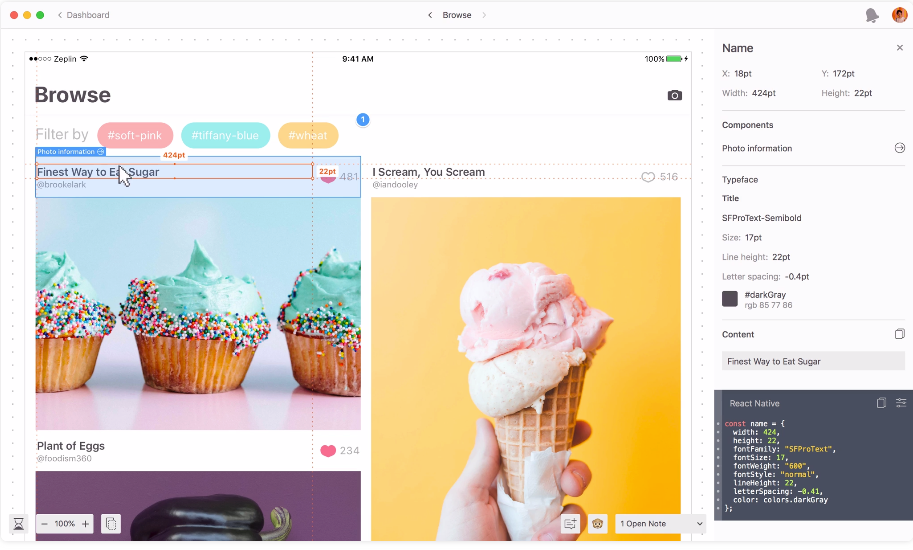 Dashboard
Browse
Zeplin
9:41 AM
100%
Browse
Filter by #soft-pink #tiffany-blue #wheat
1
Photo information
424pt
Finest Way to Eat Sugar
22pt
481
@brookelark
I Scream, You Scream
516
@iandooley
Plant of Eggs
234
@foodism360
100%
1 Open Note
Name
X: 18pt Y: 172pt
Width: 424pt Height: 22pt
Components
Photo information
Typeface
Title
SFProText-Semibold
Size: 17pt
Line height: 22pt
Letter spacing: -0.4pt
#darkGray
rgb 85 77 86
Content
Finest Way to Eat Sugar
React Native
const name = {
width: 424,
height: 22,
fontFamily: "SFProText",
fontSize: 17,
fontWeight: "600",
fontStyle: "normal",
lineHeight: 22,
letterSpacing: -0.41,
color: colors.darkGray
};